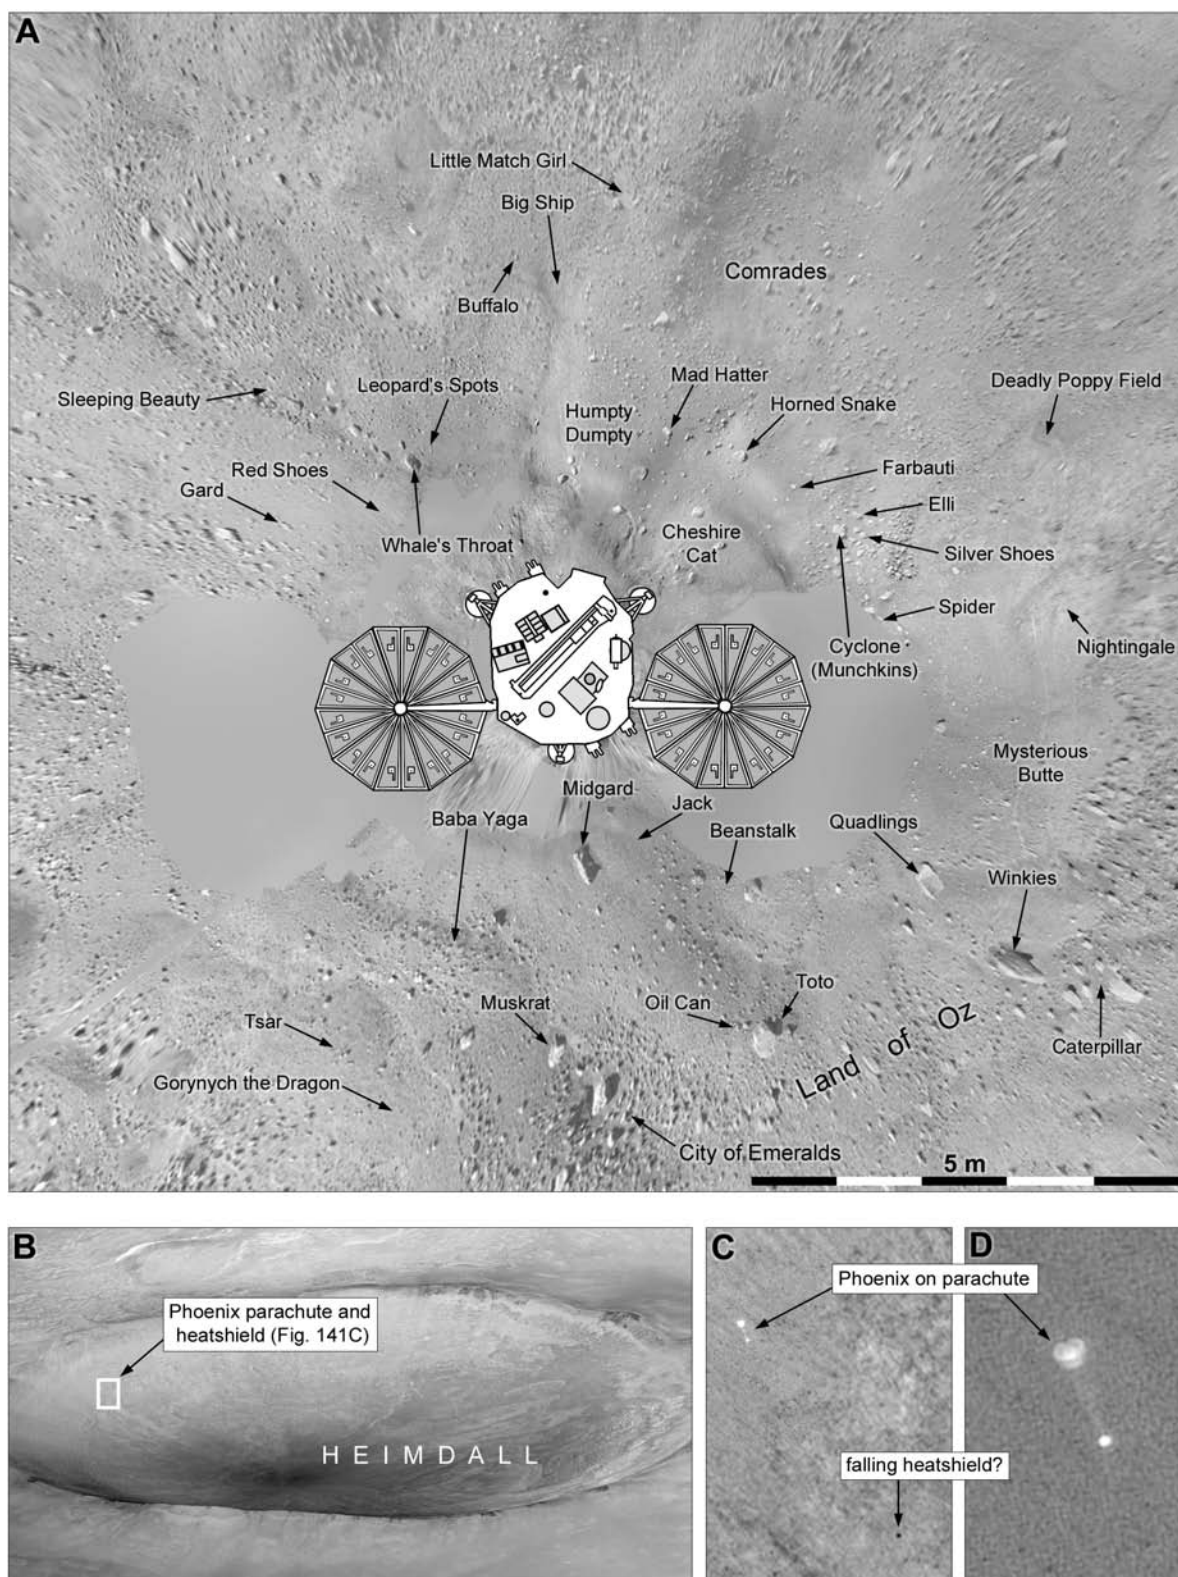 A
Little Match Girl
Big Ship
Comrades
Buffalo
Mad Hatter
Deadly Poppy Field
Leopard's Spots
Sleeping Beauty
Horned Snake
Humpty
Dumpty
Red Shoes
Farbauti
Gard
Elli
Cheshire
Cat
Whale's Throat
Silver Shoes
Spider
Cyclone
(Munchkins)
Nightingale
Mysterious
Butte
Midgard
Jack
Baba Yaga
Beanstalk
Quadlings
Winkies
Toto
Muskrat
Oil Can
Tsar
Land of Oz
Caterpillar
Gorynych the Dragon
City of Emeralds
5 m
B
Phoenix parachute and
heatshield (Fig. 141C)
HEIMDALL
C
D
Phoenix on parachute
falling heatshield?